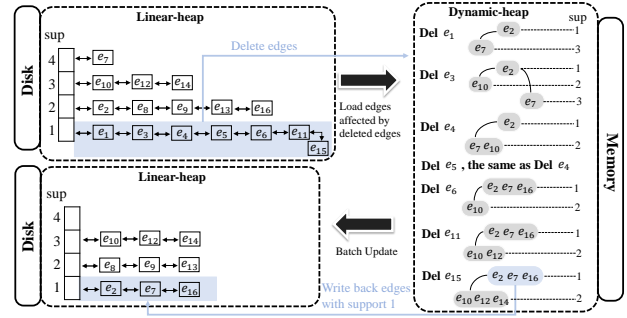 Disk
Linear-heap
sup
4
e7
3
e10 e12 e14
2
e2 e8 e9 e13 e16
1
e1 e3 e4 e5 e6 e11
e15
Delete edges
Load edges
affected by
deleted edges
Dynamic-heap
sup
Del e1
e2 1
e7 3
Del e3
e2 1
e10 2
e7 3
Del e4
e2 1
e7 e10 2
Del e5 , the same as Del e4
Del e6
e2 e7 e16 1
e10 2
Del e11
e2 e7 e16 1
e10 e12 2
Del e15
e2 e7 e16 1
e10 e12 e14 2
Memory
Batch Update
Write back edges
with support 1
Disk
Linear-heap
sup
4
3
e10 e12 e14
2
e8 e9 e13
1
e2 e7 e16